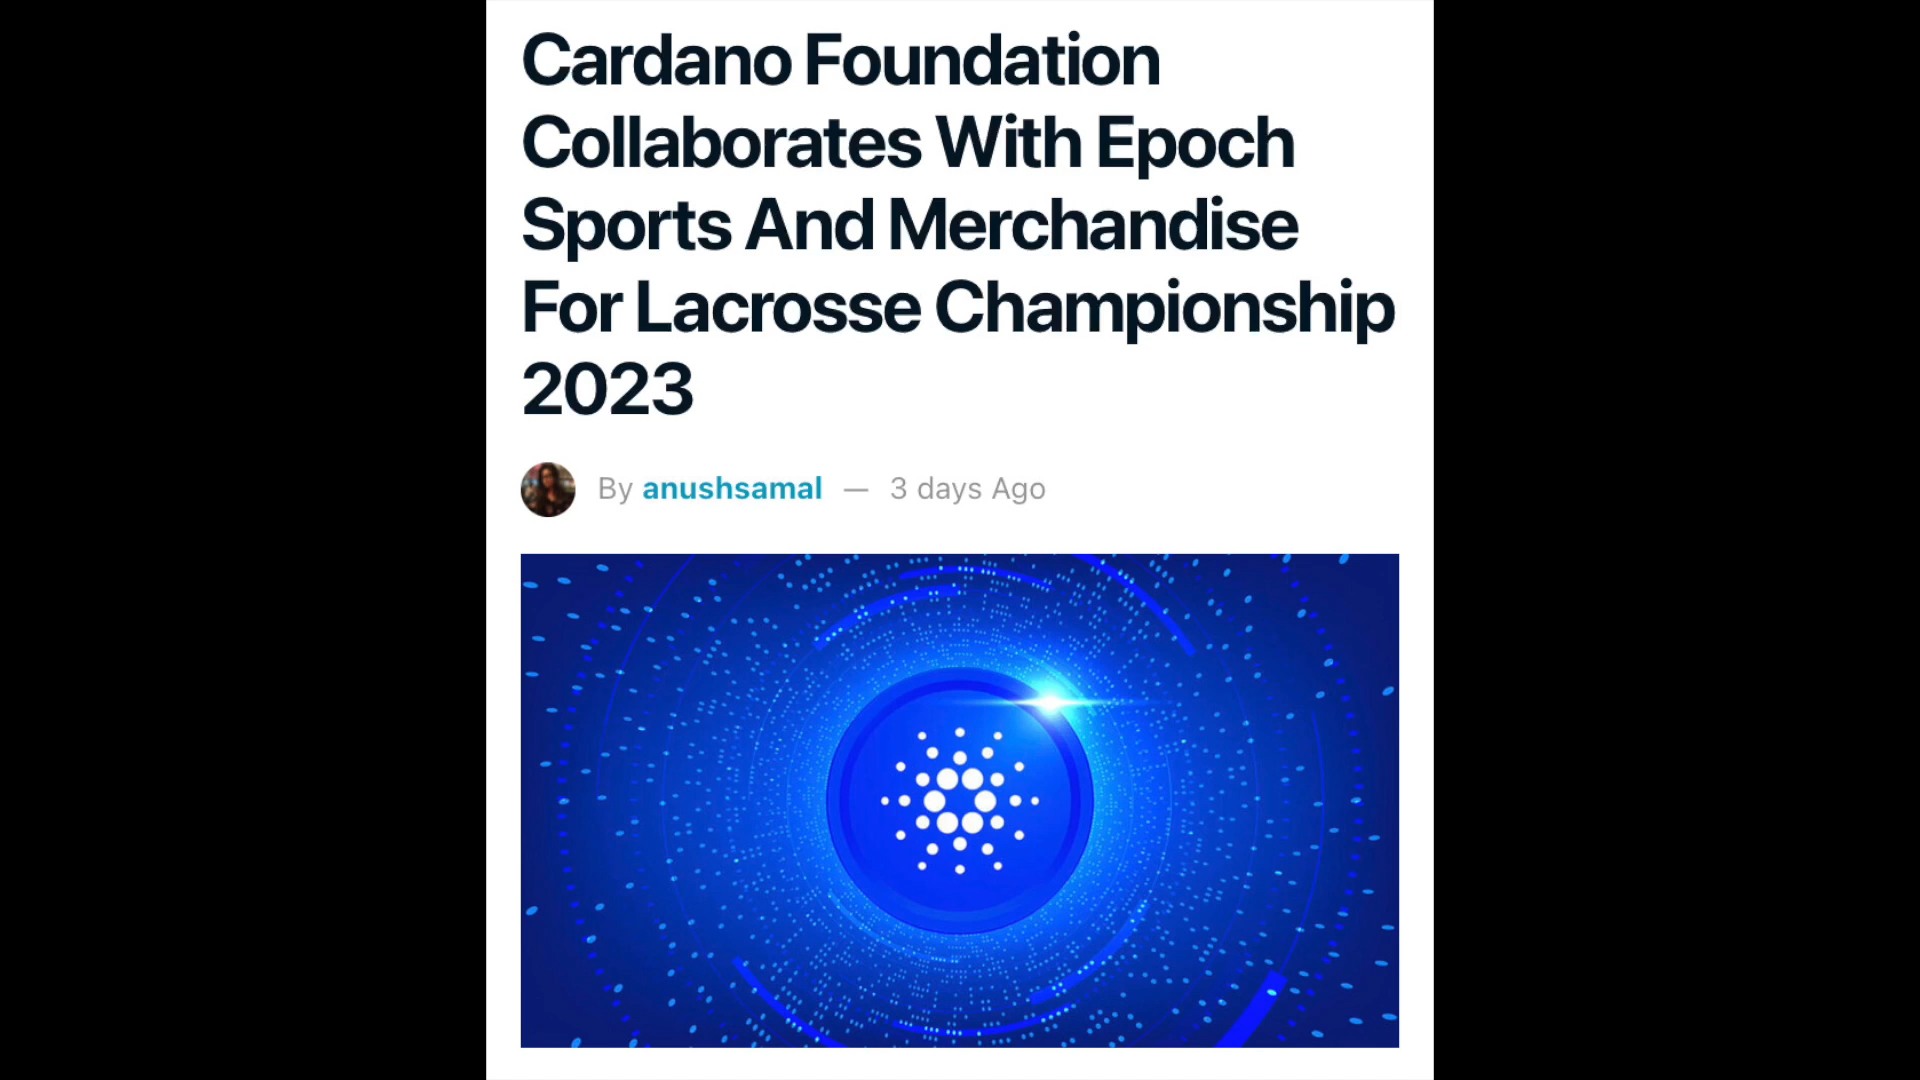 Cardano Foundation
Collaborates With Epoch
Sports And Merchandise
For Lacrosse Championship
2023
By anushsamal — 3 days Ago